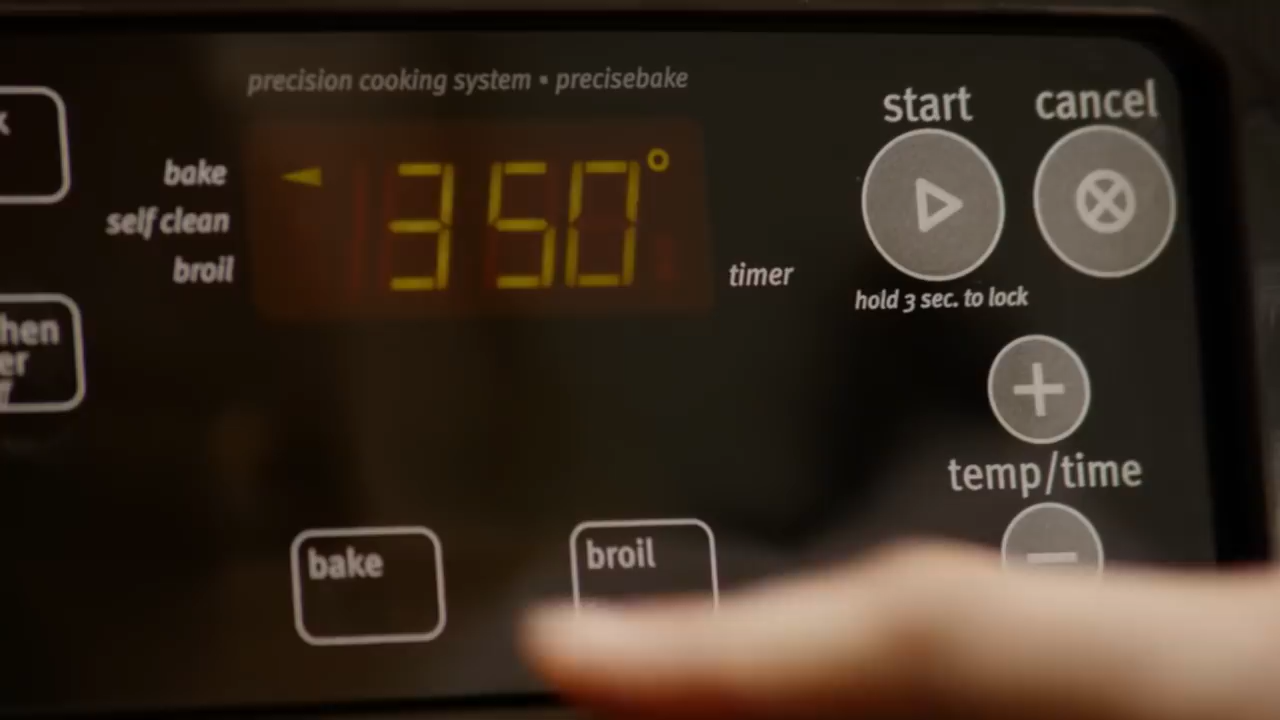 precision cooking system • precisebake
start
cancel
bake
350°
self clean
broil
timer
hold 3 sec. to lock
temp/time
bake
broil